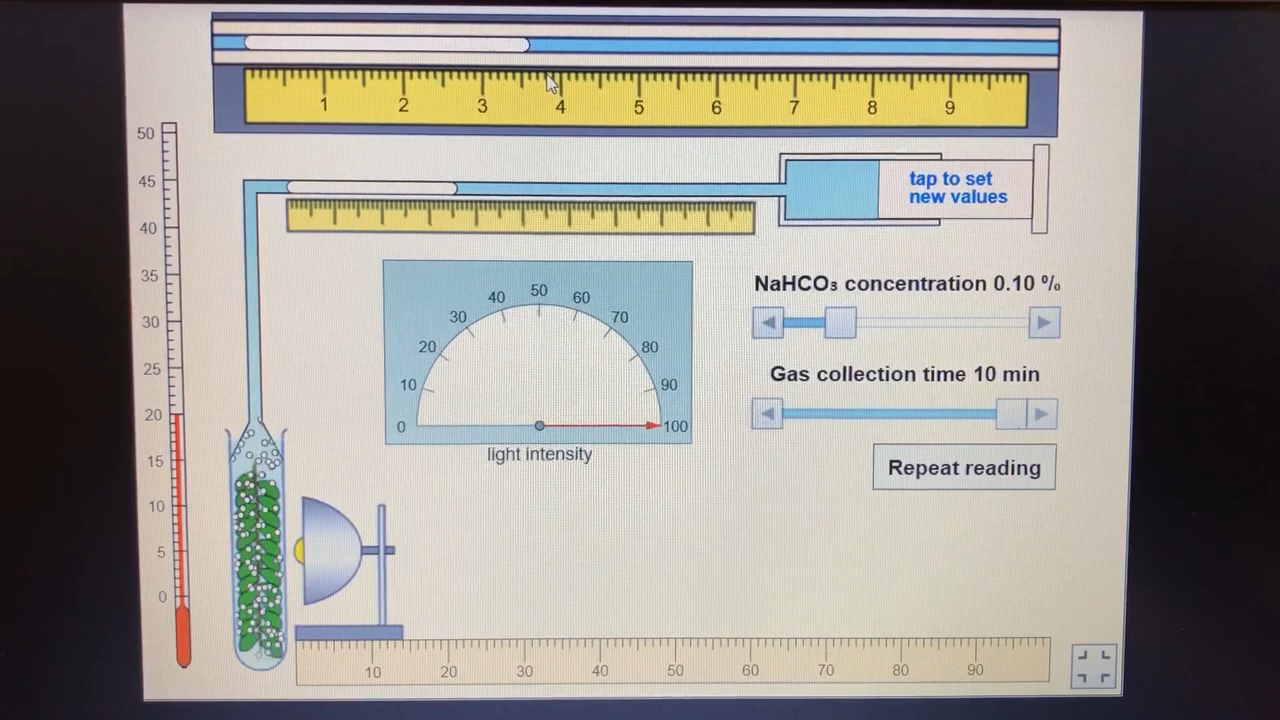 1 2 3 4 5 6 7 8 9
50
45
40
35
30
25
20
15
10
5
0
tap to set
new values
0 10 20 30 40 50 60 70 80 90 100
light intensity
NaHCO₃ concentration 0.10 %
Gas collection time 10 min
Repeat reading
10 20 30 40 50 60 70 80 90